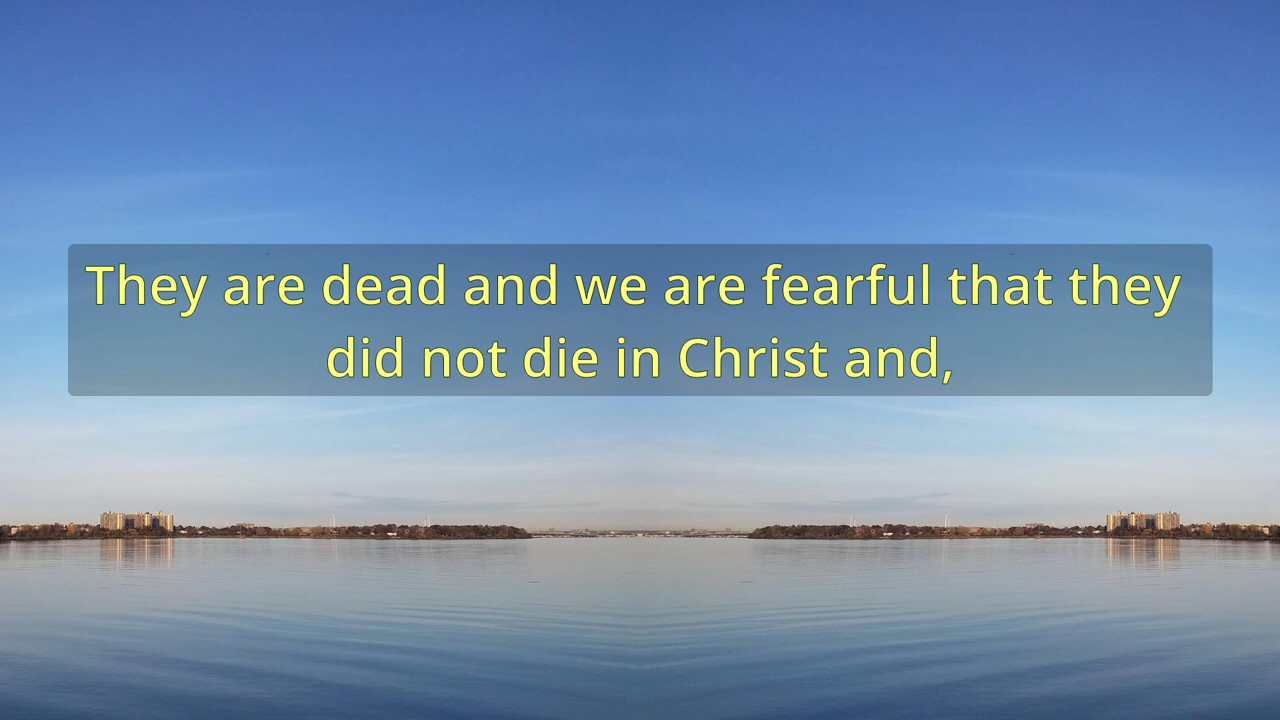 They are dead and we are fearful that they
did not die in Christ and,